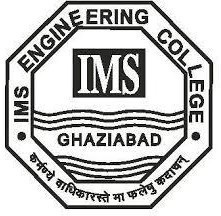 • IMS ENGINEERING COLLEGE •
IMS
GHAZIABAD
कर्मण्ये वाधिकारस्ते मा फलेषु कदाचन्